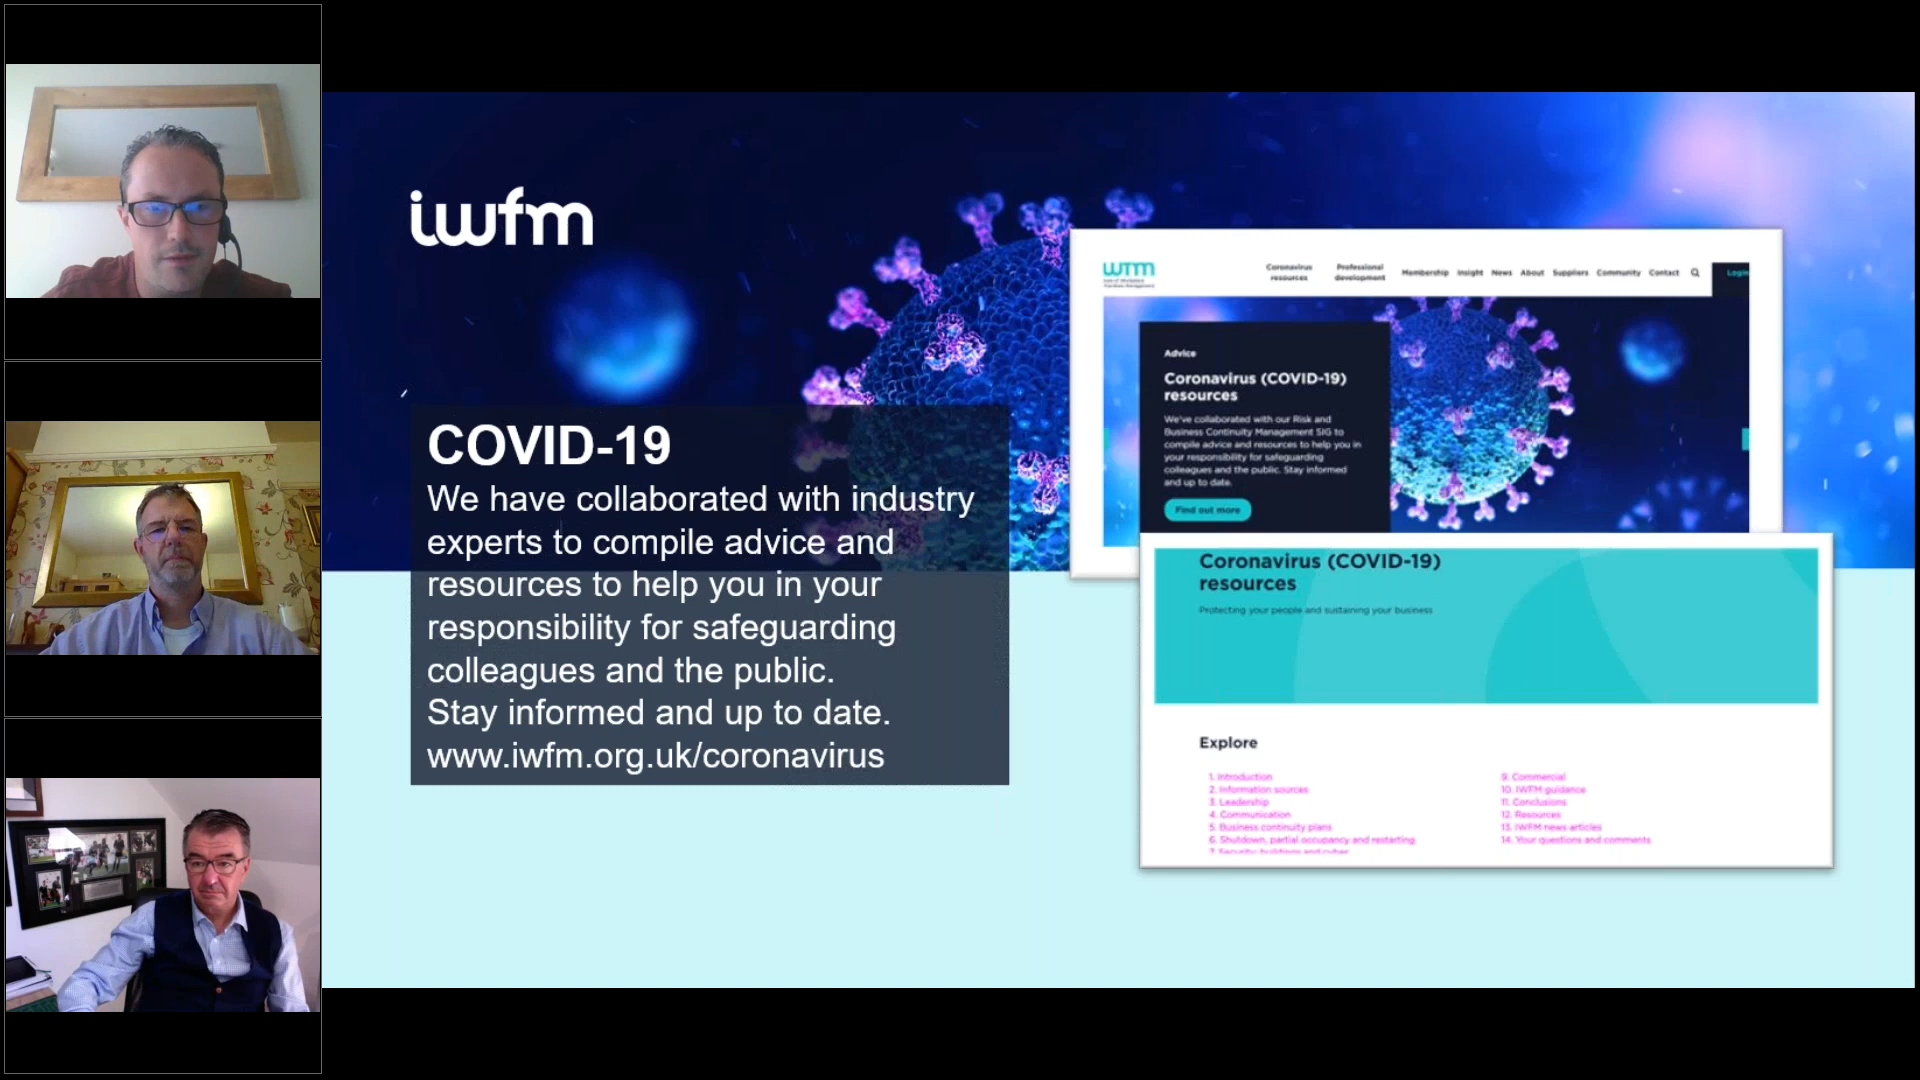 iwfm
COVID-19
We have collaborated with industry
experts to compile advice and
resources to help you in your
responsibility for safeguarding
colleagues and the public.
Stay informed and up to date.
www.iwfm.org.uk/coronavirus
Coronavirus
resources
Professional
development
Membership Insight News About Suppliers Community Contact
Login
Advice
Coronavirus (COVID-19)
resources
We've collaborated with our Risk and
Business Continuity Management SIG to
compile advice and resources to help you in
your responsibility for safeguarding
colleagues and the public. Stay informed
and up to date.
Find out more
Coronavirus (COVID-19)
resources
Protecting your people and sustaining your business
Explore
1. Introduction
2. Information sources
3. Leadership
4. Communication
5. Business continuity plans
6. Shutdown, partial occupancy and restarting
7. Security: buildings and cyber
9. Commercial
10. IWFM guidance
11. Conclusions
12. Resources
13. IWFM news articles
14. Your questions and comments